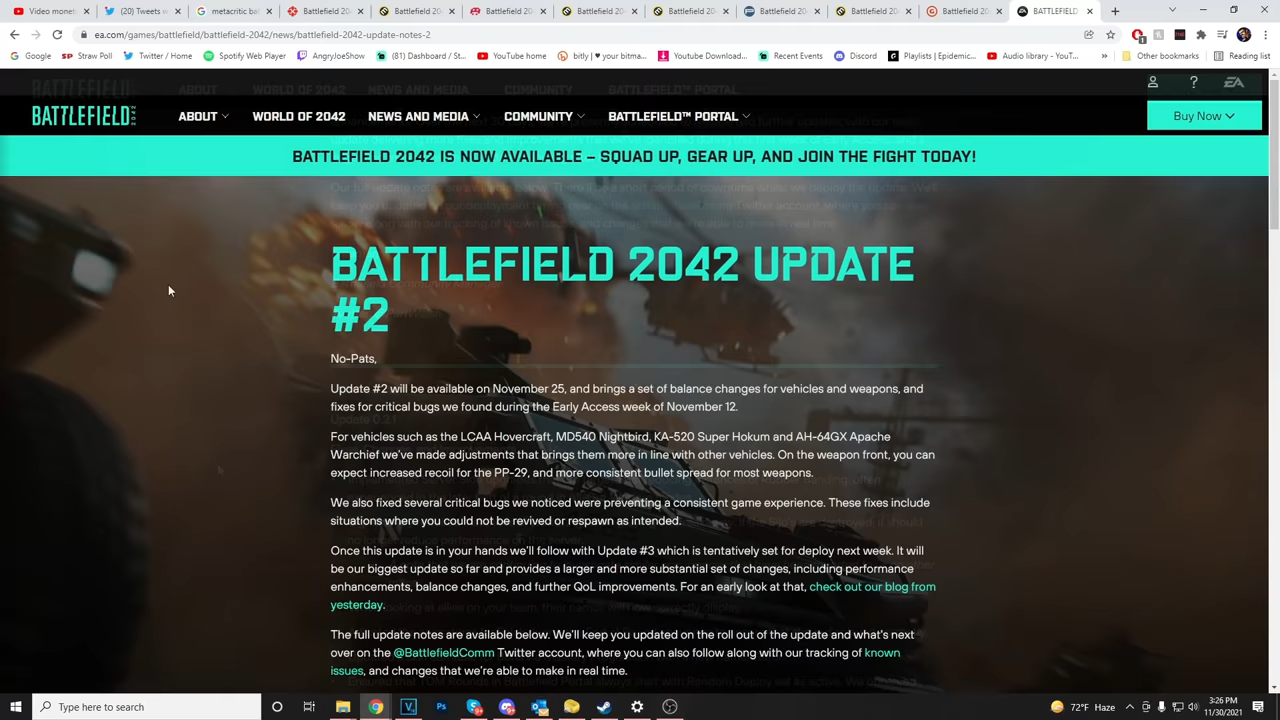 Video monet
(20) Tweets w
metacritic bat
Battlefield 20
Battlefield 20
Battlefield 20
Battlefield 20
Battlefield 20
Battlefield 20
Battlefield 20
Battlefield 20
BATTLEFIELD
ea.com/games/battlefield/battlefield-2042/news/battlefield-2042-update-notes-2
Google
Straw Poll
Twitter / Home
Spotify Web Player
AngryJoeShow
(81) Dashboard / St...
YouTube home
bitly | your bitma...
Youtube Download...
Recent Events
Discord
Playlists | Epidemic...
Audio library - YouT...
Other bookmarks
Reading list
BATTLEFIELD 2042
ABOUT
WORLD OF 2042
NEWS AND MEDIA
COMMUNITY
BATTLEFIELD™ PORTAL
EA
Buy Now
BATTLEFIELD 2042 IS NOW AVAILABLE – SQUAD UP, GEAR UP, AND JOIN THE FIGHT TODAY!
BATTLEFIELD 2042 UPDATE
#2
No-Pats,
Update #2 will be available on November 25, and brings a set of balance changes for vehicles and weapons, and
fixes for critical bugs we found during the Early Access week of November 12.
For vehicles such as the LCAA Hovercraft, MD540 Nightbird, KA-520 Super Hokum and AH-64GX Apache
Warchief we've made adjustments that brings them more in line with other vehicles. On the weapon front, you can
expect increased recoil for the PP-29, and more consistent bullet spread for most weapons.
We also fixed several critical bugs we noticed were preventing a consistent game experience. These fixes include
situations where you could not be revived or respawn as intended.
Once this update is in your hands we'll follow with Update #3 which is tentatively set for deploy next week. It will
be our biggest update so far and provides a larger and more substantial set of changes, including performance
enhancements, balance changes, and further QoL improvements. For an early look at that, check out our blog from
yesterday.
The full update notes are available below. We'll keep you updated on the roll out of the update and what's next
over on the @BattlefieldComm Twitter account, where you can also follow along with our tracking of known
issues, and changes that we're able to make in real time.
Type here to search
72°F Haze
3:26 PM
11/30/2021